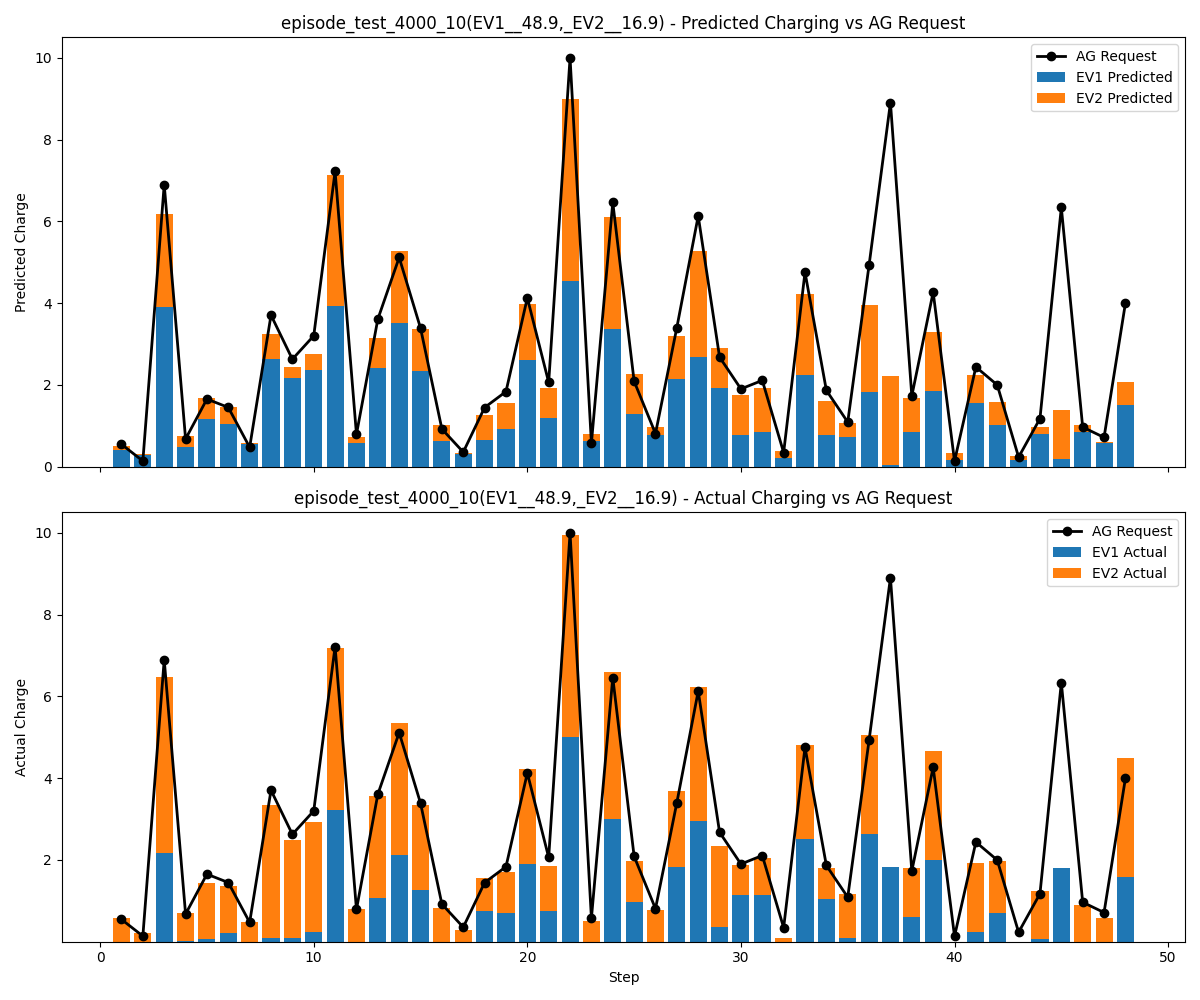 episode_test_4000_10(EV1__48.9,_EV2__16.9) - Predicted Charging vs AG Request
10
8
6
4
2
0
Predicted Charge
AG Request
EV1 Predicted
EV2 Predicted
episode_test_4000_10(EV1__48.9,_EV2__16.9) - Actual Charging vs AG Request
10
8
6
4
2
Actual Charge
AG Request
EV1 Actual
EV2 Actual
0 10 20 30 40 50
Step